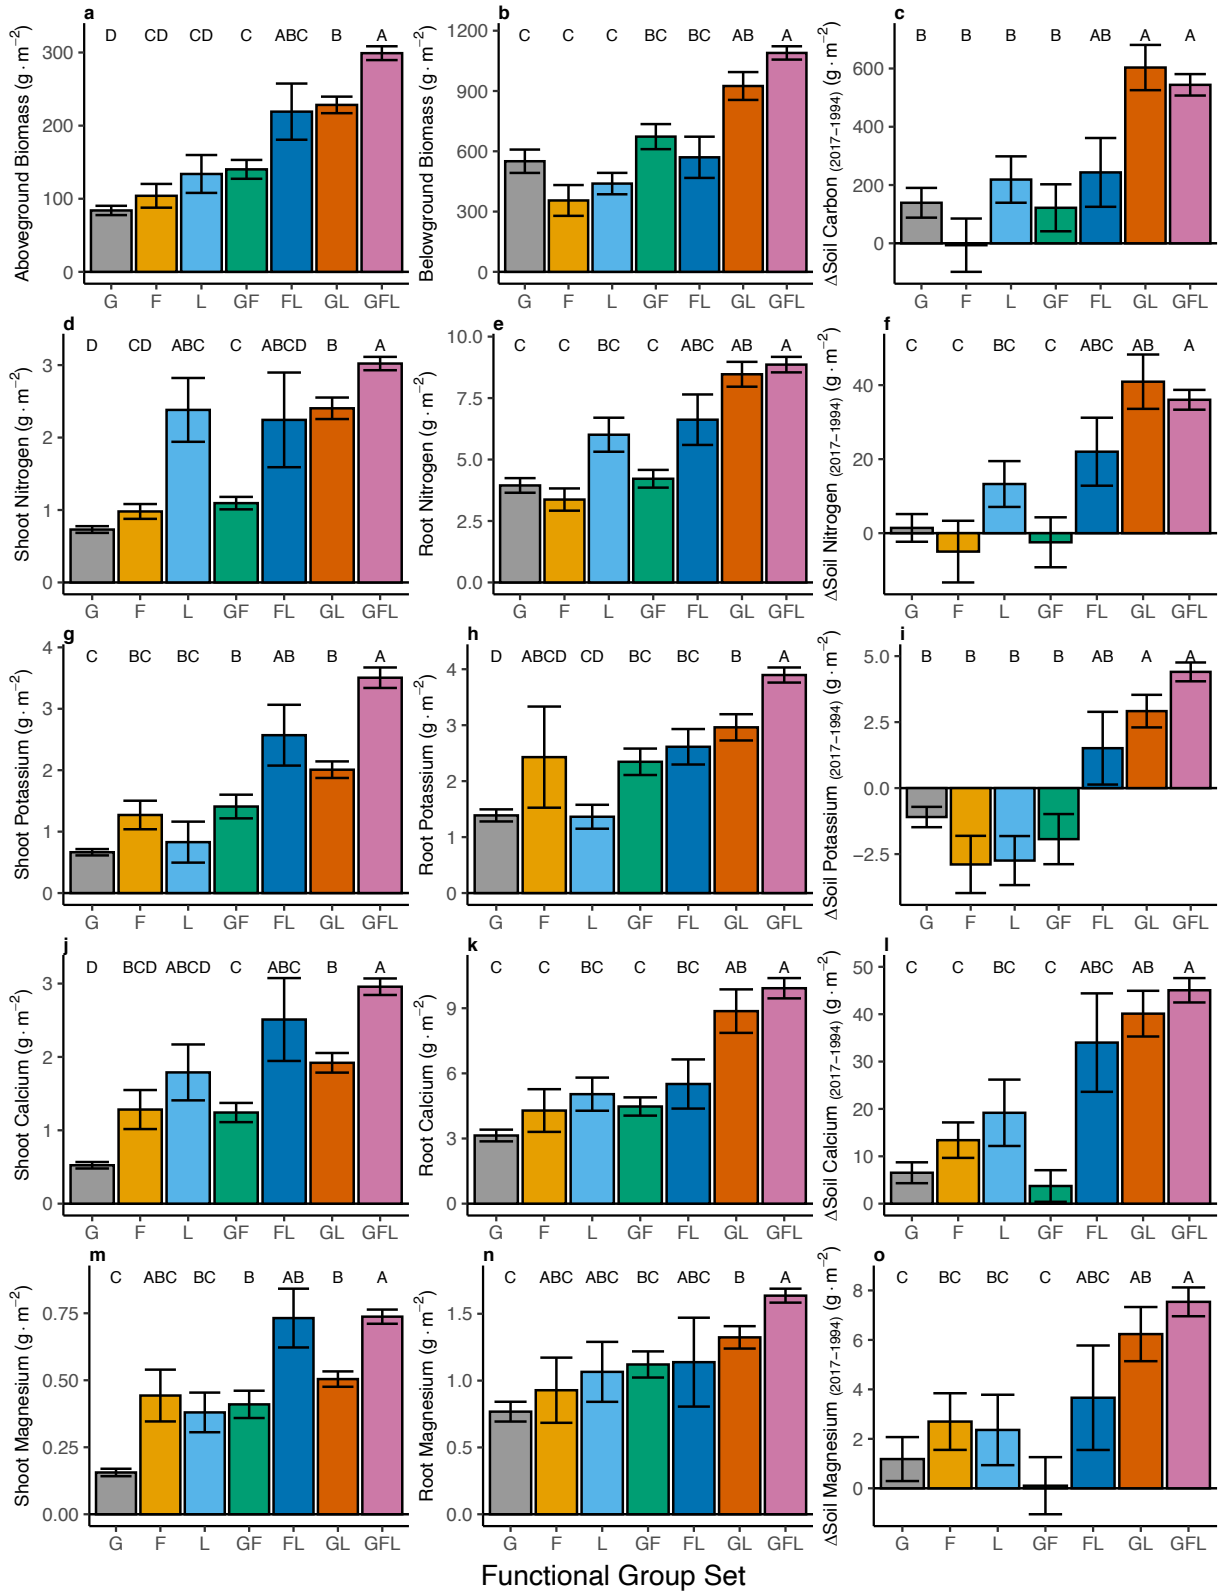 a
D CD CD C ABC B A
Aboveground Biomass (g · m⁻²)
300
200
100
0
G F L GF FL GL GFL
b
C C C BC BC AB A
Belowground Biomass (g · m⁻²)
1200
900
600
300
0
G F L GF FL GL GFL
c
B B B B AB A A
ΔSoil Carbon (2017−1994) (g · m⁻²)
600
400
200
0
G F L GF FL GL GFL
d
D CD ABC C ABCD B A
Shoot Nitrogen (g · m⁻²)
3
2
1
0
G F L GF FL GL GFL
e
C C BC C ABC AB A
Root Nitrogen (g · m⁻²)
10.0
7.5
5.0
2.5
0.0
G F L GF FL GL GFL
f
C C BC C ABC AB A
ΔSoil Nitrogen (2017−1994) (g · m⁻²)
40
20
0
G F L GF FL GL GFL
g
C BC BC B AB B A
Shoot Potassium (g · m⁻²)
4
3
2
1
0
G F L GF FL GL GFL
h
D ABCD CD BC BC B A
Root Potassium (g · m⁻²)
4
3
2
1
0
G F L GF FL GL GFL
i
B B B B AB A A
ΔSoil Potassium (2017−1994) (g · m⁻²)
5.0
2.5
0.0
−2.5
G F L GF FL GL GFL
j
D BCD ABCD C ABC B A
Shoot Calcium (g · m⁻²)
3
2
1
0
G F L GF FL GL GFL
k
C C BC C BC AB A
Root Calcium (g · m⁻²)
9
6
3
0
G F L GF FL GL GFL
l
C C BC C ABC AB A
ΔSoil Calcium (2017−1994) (g · m⁻²)
50
40
30
20
10
0
G F L GF FL GL GFL
m
C ABC BC B AB B A
Shoot Magnesium (g · m⁻²)
0.75
0.50
0.25
0.00
G F L GF FL GL GFL
n
C ABC ABC BC ABC B A
Root Magnesium (g · m⁻²)
1.5
1.0
0.5
0.0
G F L GF FL GL GFL
o
C BC BC C ABC AB A
ΔSoil Magnesium (2017−1994) (g · m⁻²)
8
6
4
2
0
G F L GF FL GL GFL
Functional Group Set